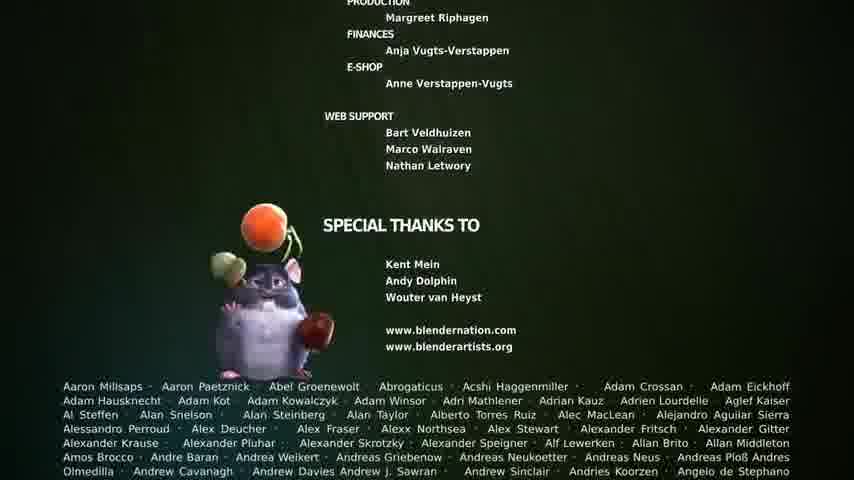 PRODUCTION
Margreet Riphagen
FINANCES
Anja Vugts-Verstappen
E-SHOP
Anne Verstappen-Vugts
WEB SUPPORT
Bart Veldhuizen
Marco Walraven
Nathan Letwory
SPECIAL THANKS TO
Kent Mein
Andy Dolphin
Wouter van Heyst
www.blendernation.com
www.blenderartists.org
Aaron Millsaps · Aaron Paetznick · Abel Groenewolt · Abrogaticus · Acshi Haggenmiller · Adam Crossan · Adam Eickhoff
Adam Hausknecht · Adam Kot · Adam Kowalczyk · Adam Winsor · Adri Mathlener · Adrian Kauz · Adrien Lourdelle · Aglef Kaiser
Al Steffen · Alan Snelson · Alan Steinberg · Alan Taylor · Alberto Torres Ruiz · Alec MacLean · Alejandro Aguilar Sierra
Alessandro Perroud · Alex Deucher · Alex Fraser · Alexx Northsea · Alex Stewart · Alexander Fritsch · Alexander Gitter
Alexander Krause · Alexander Pluhar · Alexander Skrotzky · Alexander Speigner · Alf Lewerken · Allan Brito · Allan Middleton
Amos Brocco · Andre Baran · Andrea Weikert · Andreas Griebenow · Andreas Neukoetter · Andreas Neus · Andreas Ploß Andres
Olmedilla · Andrew Cavanagh · Andrew Davies Andrew J. Sawran · Andrew Sinclair · Andries Koorzen · Angelo de Stephano